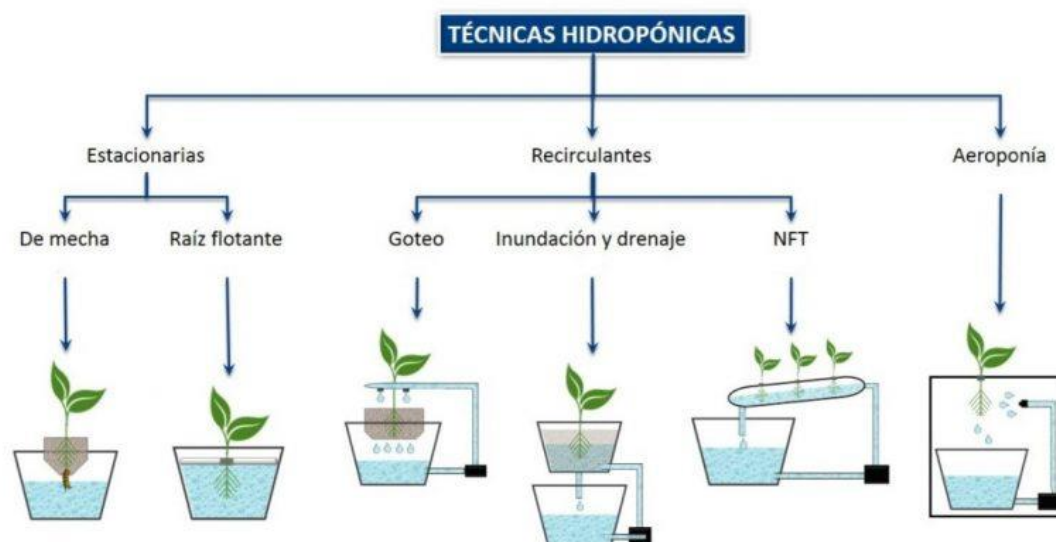 TÉCNICAS HIDROPÓNICAS
Estacionarias
Recirculantes
Aeroponía
De mecha
Raíz flotante
Goteo
Inundación y drenaje
NFT